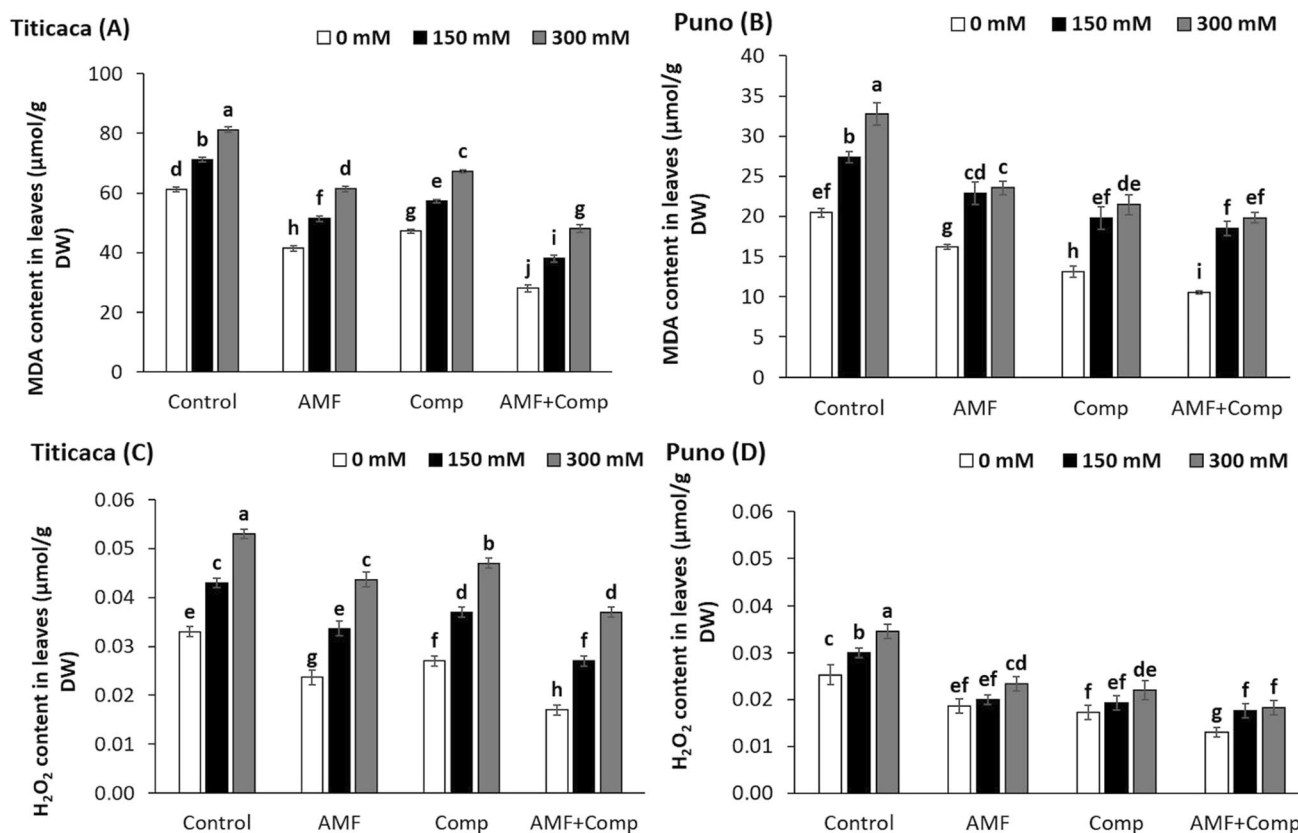 Titicaca (A)
0 mM 150 mM 300 mM
MDA content in leaves (µmol/g
DW)
100
80
60
40
20
0
d b a
h f d
g e c
j i g
Control AMF Comp AMF+Comp
Puno (B)
0 mM 150 mM 300 mM
MDA content in leaves (µmol/g
DW)
40
35
30
25
20
15
10
5
0
ef b a
g cd c
h ef de
i f ef
Control AMF Comp AMF+Comp
Titicaca (C)
0 mM 150 mM 300 mM
H₂O₂ content in leaves (µmol/g
DW)
0.06
0.05
0.04
0.03
0.02
0.01
0.00
e c a
g e c
f d b
h f d
Control AMF Comp AMF+Comp
Puno (D)
0 mM 150 mM 300 mM
H₂O₂ content in leaves (µmol/g
DW)
0.06
0.05
0.04
0.03
0.02
0.01
0.00
c b a
ef ef cd
f ef de
g f f
Control AMF Comp AMF+Comp